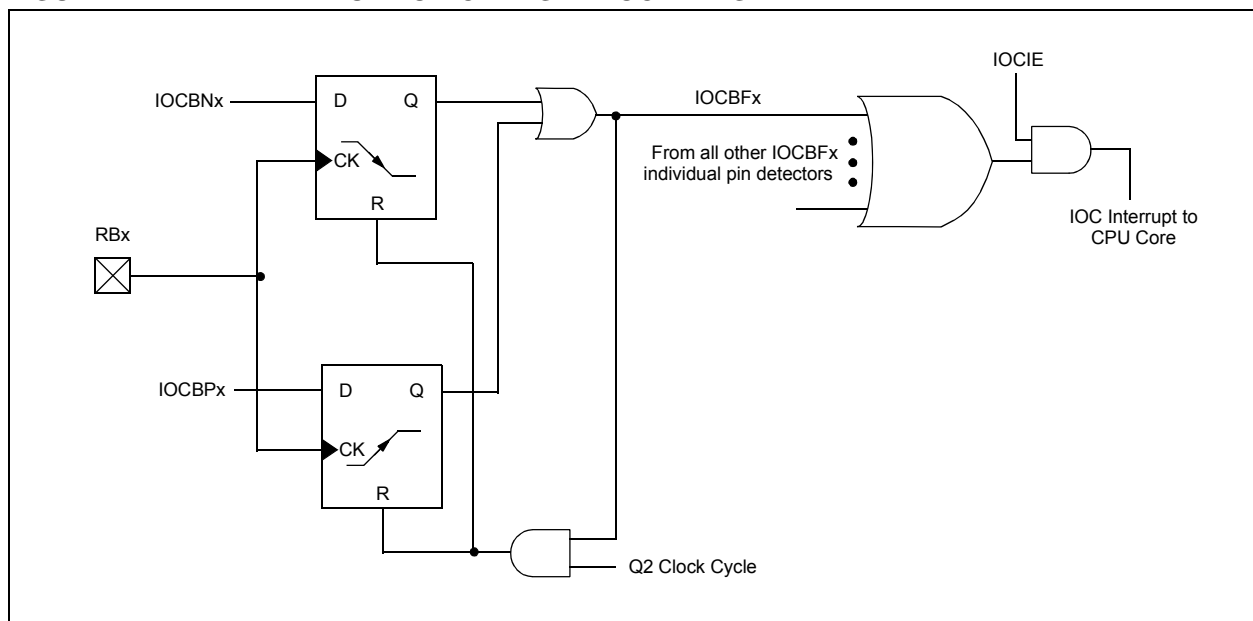 IOCIE
IOCBNx
D
Q
IOCBFx
CK
From all other IOCBFx
individual pin detectors
R
IOC Interrupt to
CPU Core
RBx
IOCBPx
D
Q
CK
R
Q2 Clock Cycle